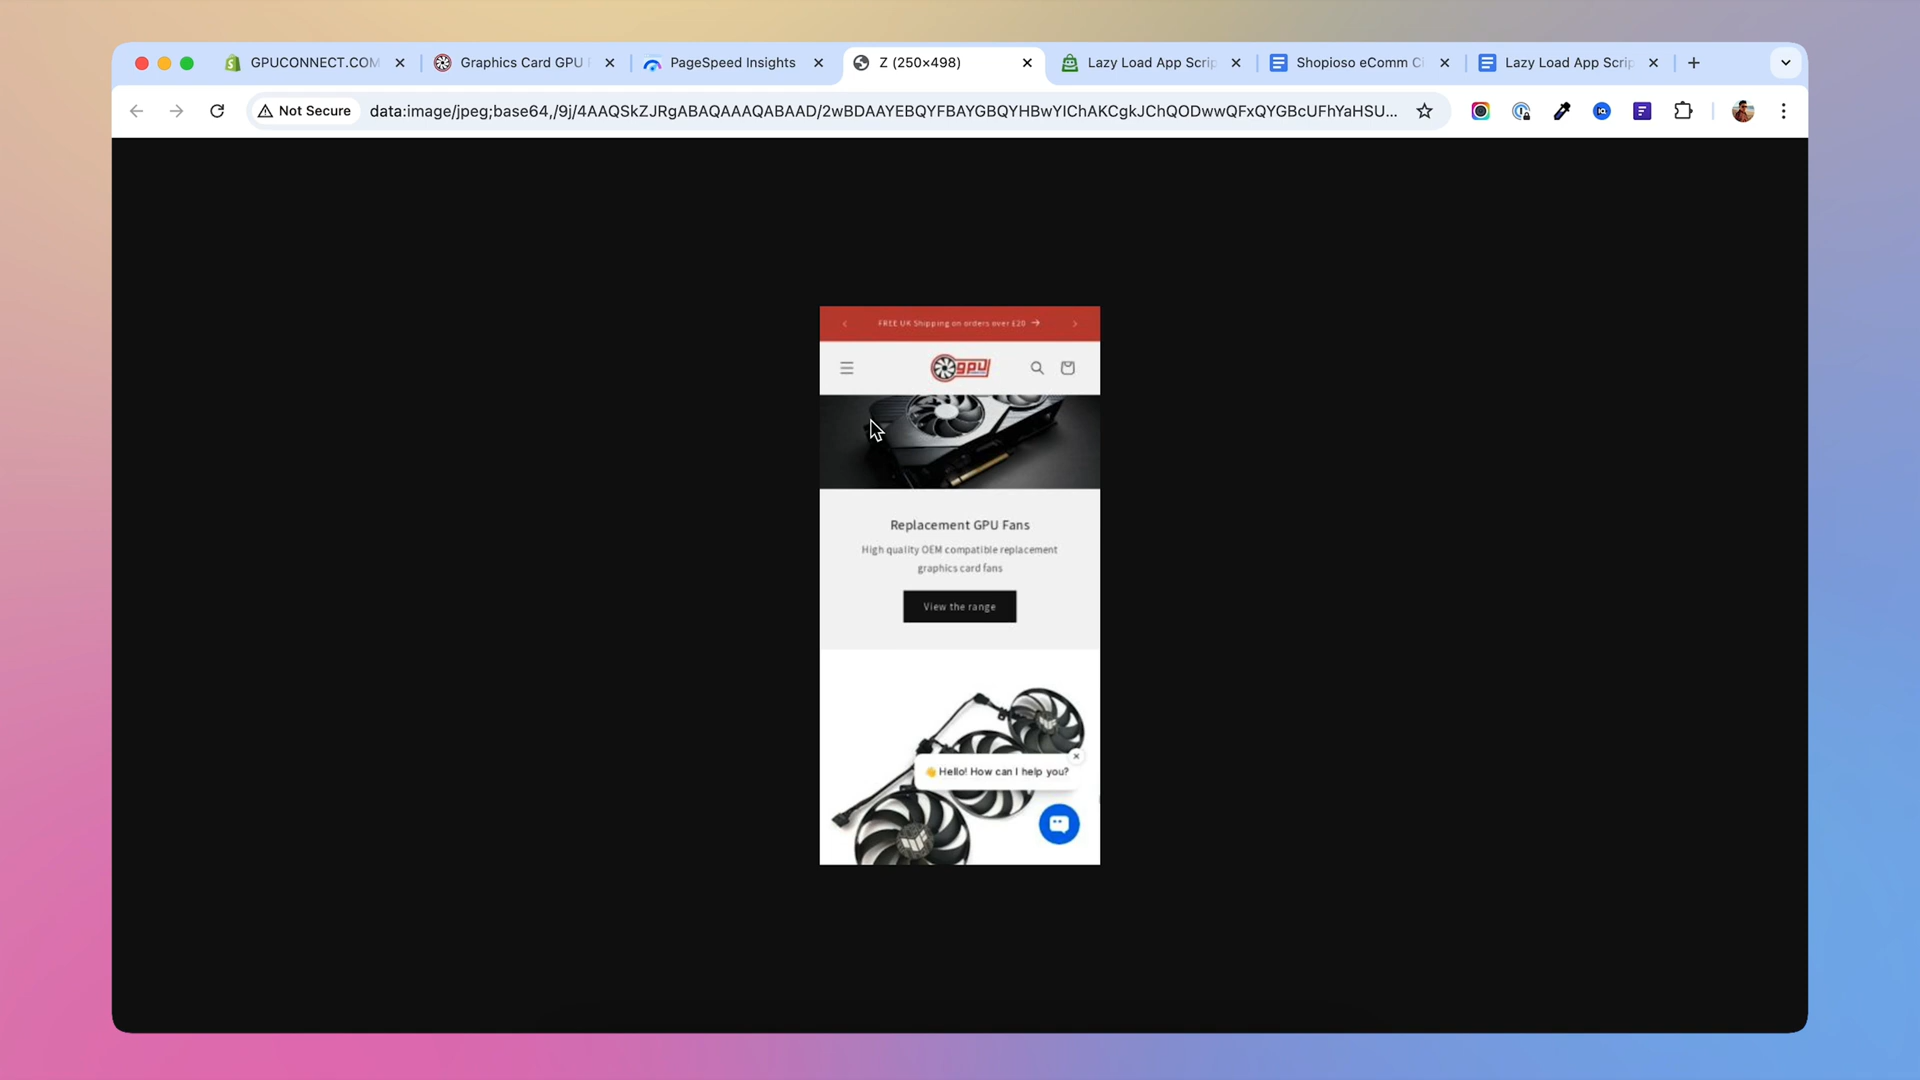 GPUCONNECT.COM
Graphics Card GPU
PageSpeed Insights
Z (250×498)
Lazy Load App Scrip
Shopioso eComm C
Lazy Load App Scrip
Not Secure
data:image/jpeg;base64,/9j/4AAQSkZJRgABAQAAAQABAAD/2wBDAAYEBQYFBAYGBQYHBwYIChAKCgkJChQODwwQFxQYGBcUFhYaHSU...
FREE UK Shipping on orders over £20 →
gpu
Replacement GPU Fans
High quality OEM compatible replacement
graphics card fans
View the range
👋 Hello! How can I help you?